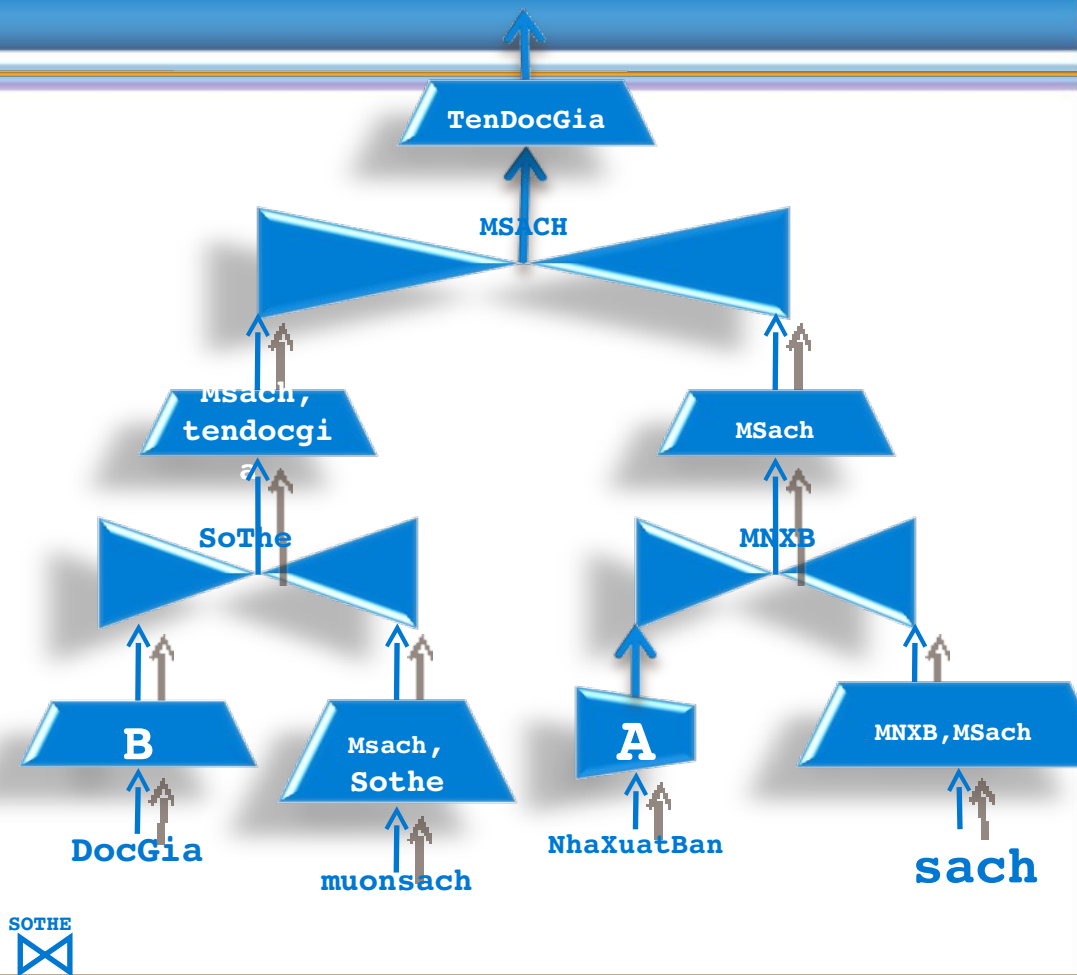 TenDocGia
MSACH
Msach,
tendocgi
a
MSach
SoThe
MNXB
B
Msach,
Sothe
A
MNXB,MSach
DocGia
muonsach
NhaXuatBan
sach
SOTHE